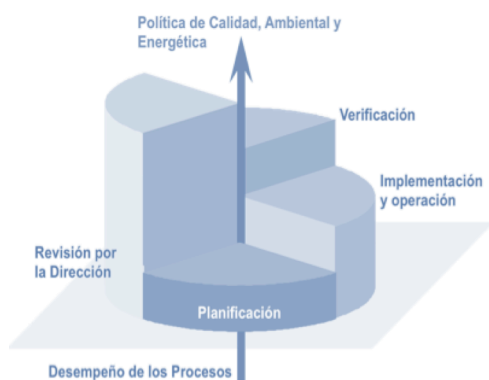 Política de Calidad, Ambiental y
Energética
Verificación
Implementación
y operación
Revisión por
la Dirección
Planificación
Desempeño de los Procesos